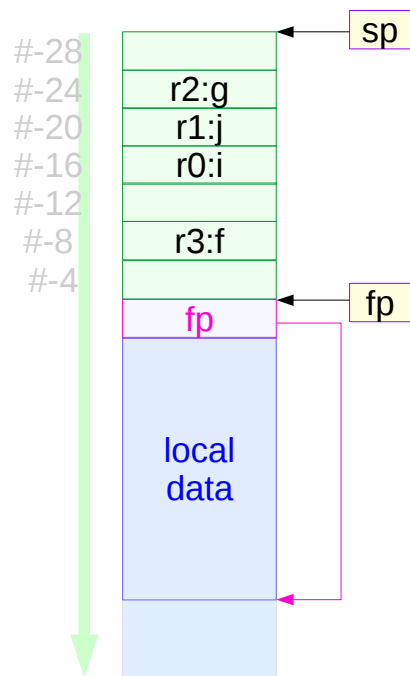 sp
#-28
#-24
r2:g
#-20
r1:j
#-16
r0:i
#-12
#-8
r3:f
#-4
fp
fp
local
data